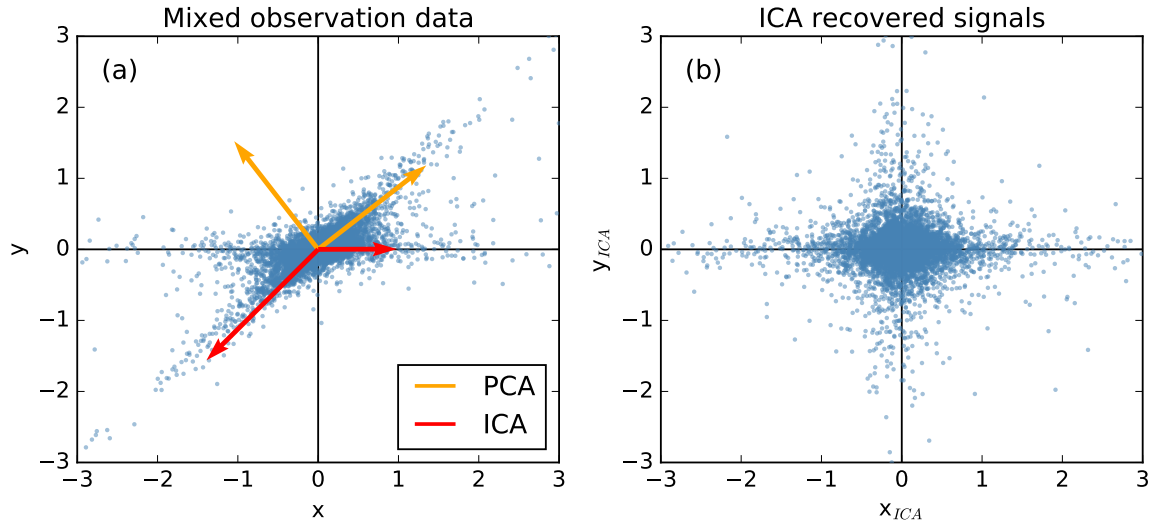 Mixed observation data
(a)
3
2
1
0
−1
−2
−3
y
−3 −2 −1 0 1 2 3
x
PCA
ICA
ICA recovered signals
(b)
3
2
1
0
−1
−2
−3
y_ICA
−3 −2 −1 0 1 2 3
x_ICA